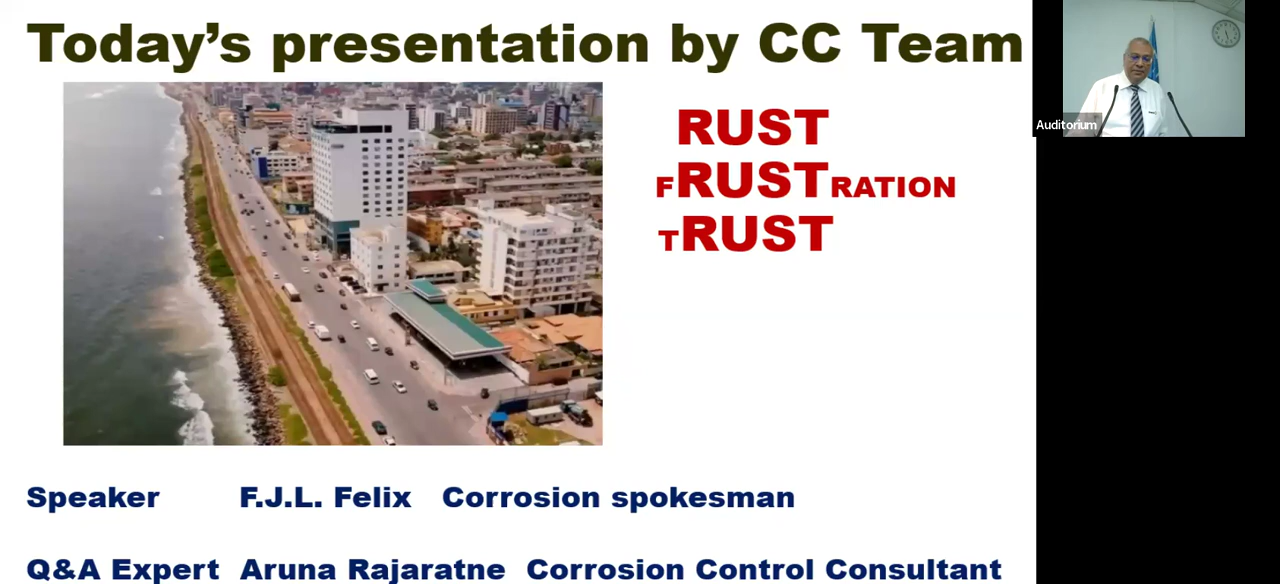 Today’s presentation by CC Team
RUST
FRUSTRATION
TRUST
Auditorium
Speaker F.J.L. Felix Corrosion spokesman
Q&A Expert Aruna Rajaratne Corrosion Control Consultant